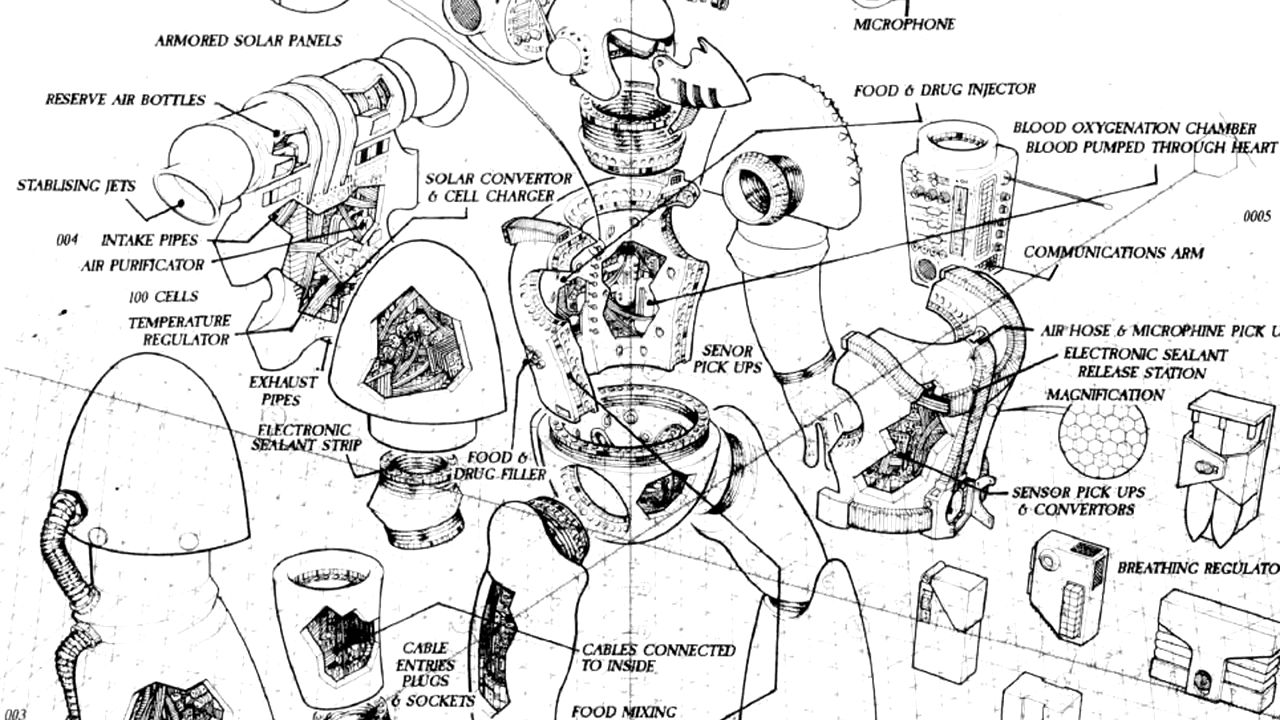 MICROPHONE
ARMORED SOLAR PANELS
RESERVE AIR BOTTLES
FOOD & DRUG INJECTOR
BLOOD OXYGENATION CHAMBER
BLOOD PUMPED THROUGH HEART
STABLISING JETS
SOLAR CONVERTOR
& CELL CHARGER
0005
004
INTAKE PIPES
AIR PURIFICATOR
COMMUNICATIONS ARM
100 CELLS
TEMPERATURE
REGULATOR
AIR HOSE & MICROPHINE PICK U
SENOR
PICK UPS
ELECTRONIC SEALANT
RELEASE STATION
EXHAUST
PIPES
MAGNIFICATION
ELECTRONIC
SEALANT STRIP
FOOD &
DRUG FILLER
SENSOR PICK UPS
& CONVERTORS
BREATHING REGULATO
CABLE
ENTRIES
PLUGS
& SOCKETS
CABLES CONNECTED
TO INSIDE
003
FOOD MIXING